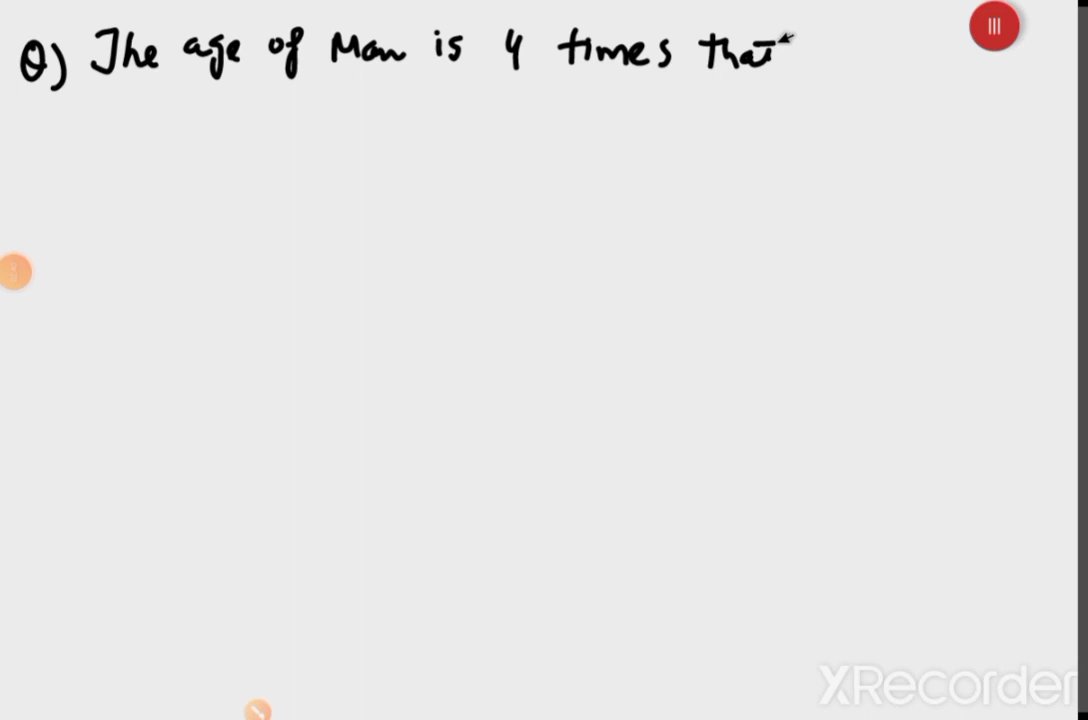 Q) The age of Man is 4 times that
XRecorder